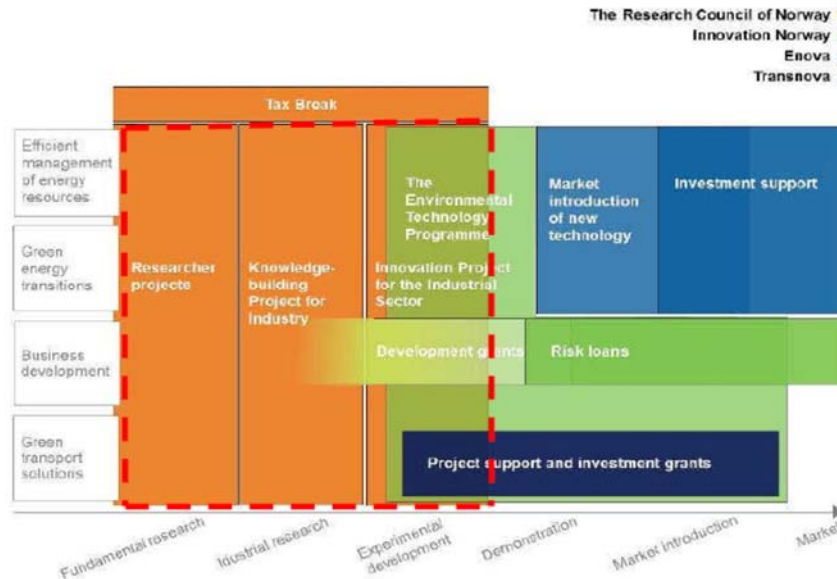 The Research Council of Norway
Innovation Norway
Enova
Transnova
Tax Break
Efficient
management
of energy
resources
The
Environmental
Technology
Programme
Market
introduction
of new
technology
Investment support
Green
energy
transitions
Researcher
projects
Knowledge-
building
Project for
Industry
Innovation Project
for the Industrial
Sector
Business
development
Development grants
Risk loans
Green
transport
solutions
Project support and investment grants
Fundamental research
Idustrial research
Experimental
development
Demonstration
Market introduction
Market